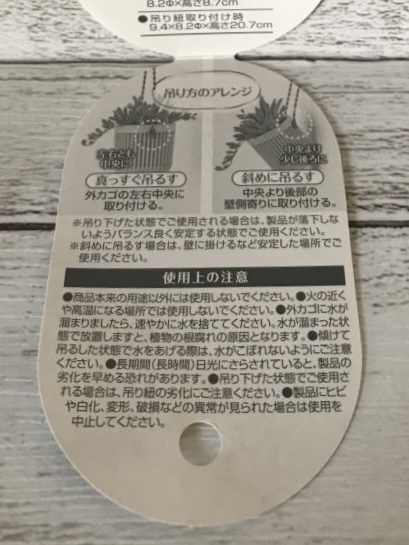 8.2Φ×高さ8.7cm
●吊り紐取り付け時
9.4×8.2Φ×高さ20.7cm
吊り方のアレンジ
左右とも
中央に
中央より
少し後ろに
真っすぐ吊るす
斜めに吊るす
外カゴの左右中央に
取り付ける。
中央より後部の
壁側寄りに取り付ける。
※吊り下げた状態でご使用される場合は、製品が落下しな
いようバランス良く安定する状態でご使用ください。
※斜めに吊るす場合は、壁に掛けるなど安定した場所でご
使用ください。
使用上の注意
●商品本来の用途以外には使用しないでください。●火の近く
や高温になる場所では使用しないでください。●外カゴに水が
溜まりましたら、速やかに水を捨ててください。水が溜まった状
態で放置しますと、植物の根腐れの原因となります。●傾けて
吊るした状態で水をあげる際は、水がこぼれないようにご注意
ください。●長期間(長時間)日光にさらされていると、製品の
劣化を早める恐れがあります。●吊り下げた状態でご使用さ
れる場合は、吊り紐の劣化にご注意ください。●製品にヒビ
や白化、変形、破損などの異常が見られた場合は使用を
中止してください。